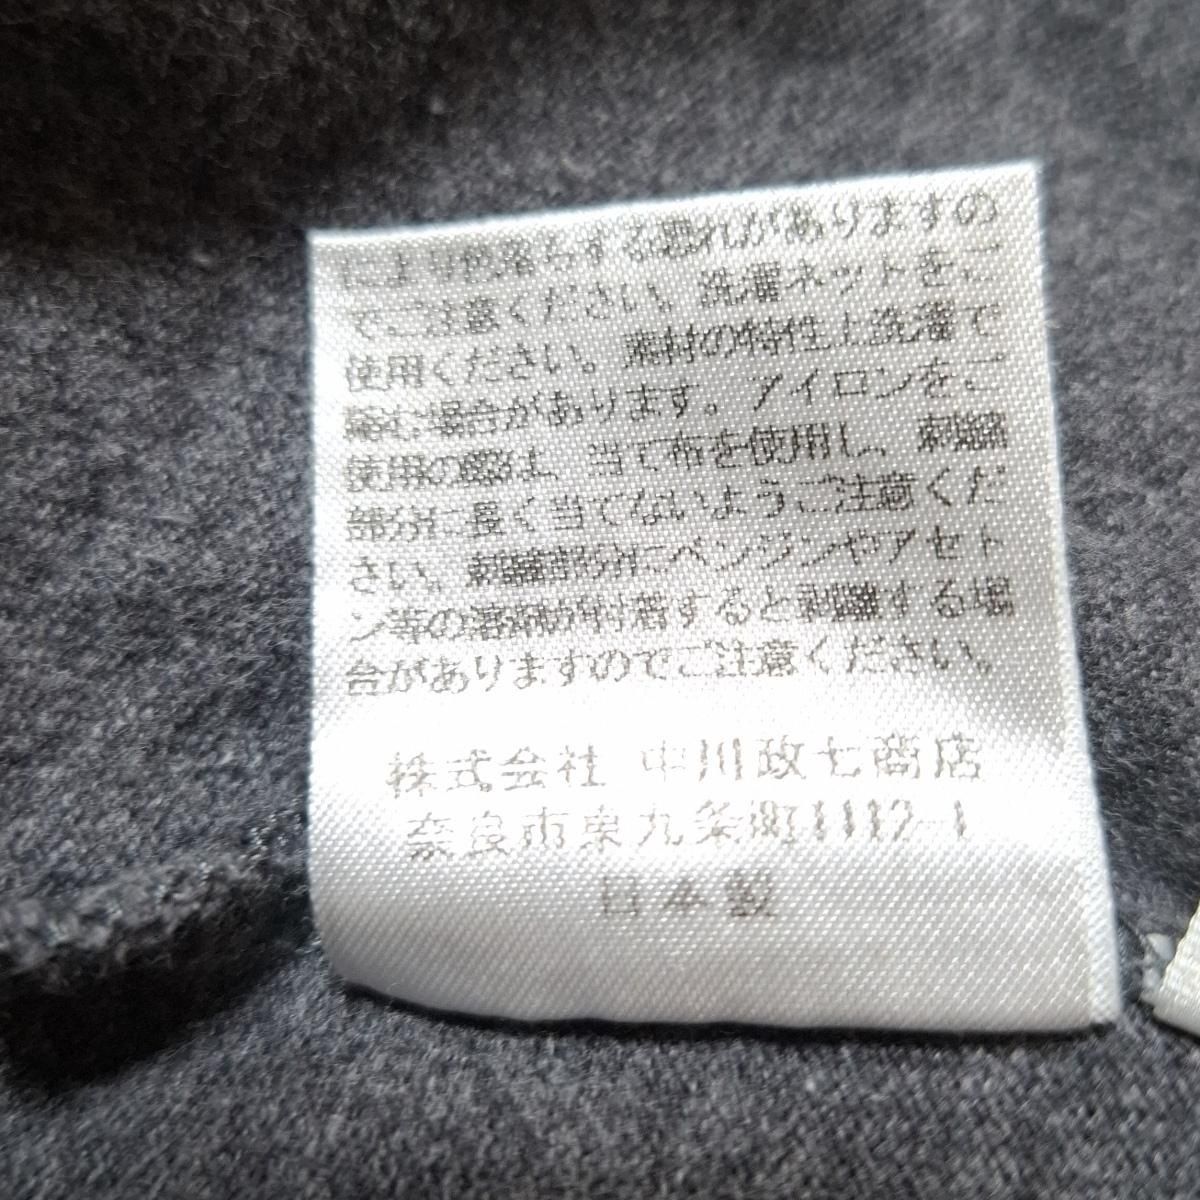 により色落ちする恐れがありますの
でご注意ください。洗濯ネットをご
使用ください。素材の特性上洗濯で
縮む場合があります。アイロンをご
使用の際は、当て布を使用し、刺繍
部分に長く当てないようご注意くだ
さい。刺繍部分にベンジンやアセト
ン等の溶剤が付着すると剥離する場
合がありますのでご注意ください。
株式会社 中川政七商店
奈良市東九条町1112-1
日本製